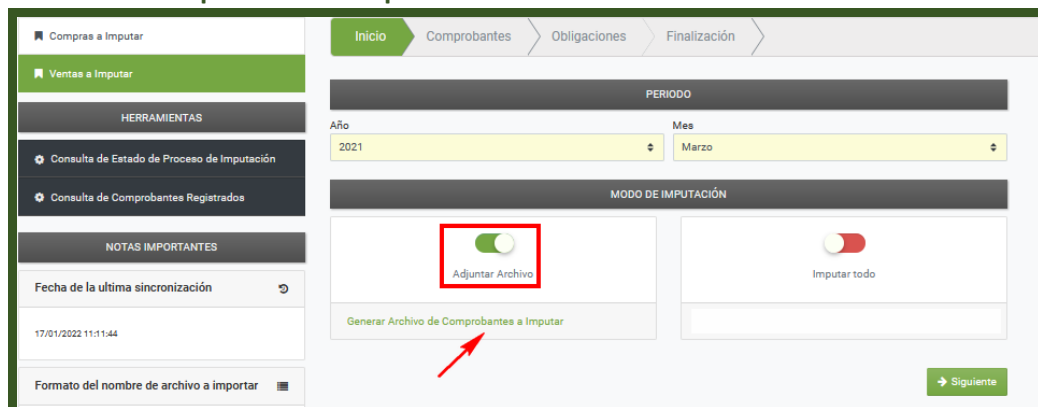 Compras a Imputar
Ventas a Imputar
HERRAMIENTAS
Consulta de Estado de Proceso de Imputación
Consulta de Comprobantes Registrados
NOTAS IMPORTANTES
Fecha de la ultima sincronización
17/01/2022 11:11:44
Formato del nombre de archivo a importar
Inicio Comprobantes Obligaciones Finalización
PERIODO
Año Mes
2021 Marzo
MODO DE IMPUTACIÓN
Adjuntar Archivo Imputar todo
Generar Archivo de Comprobantes a Imputar
Siguiente